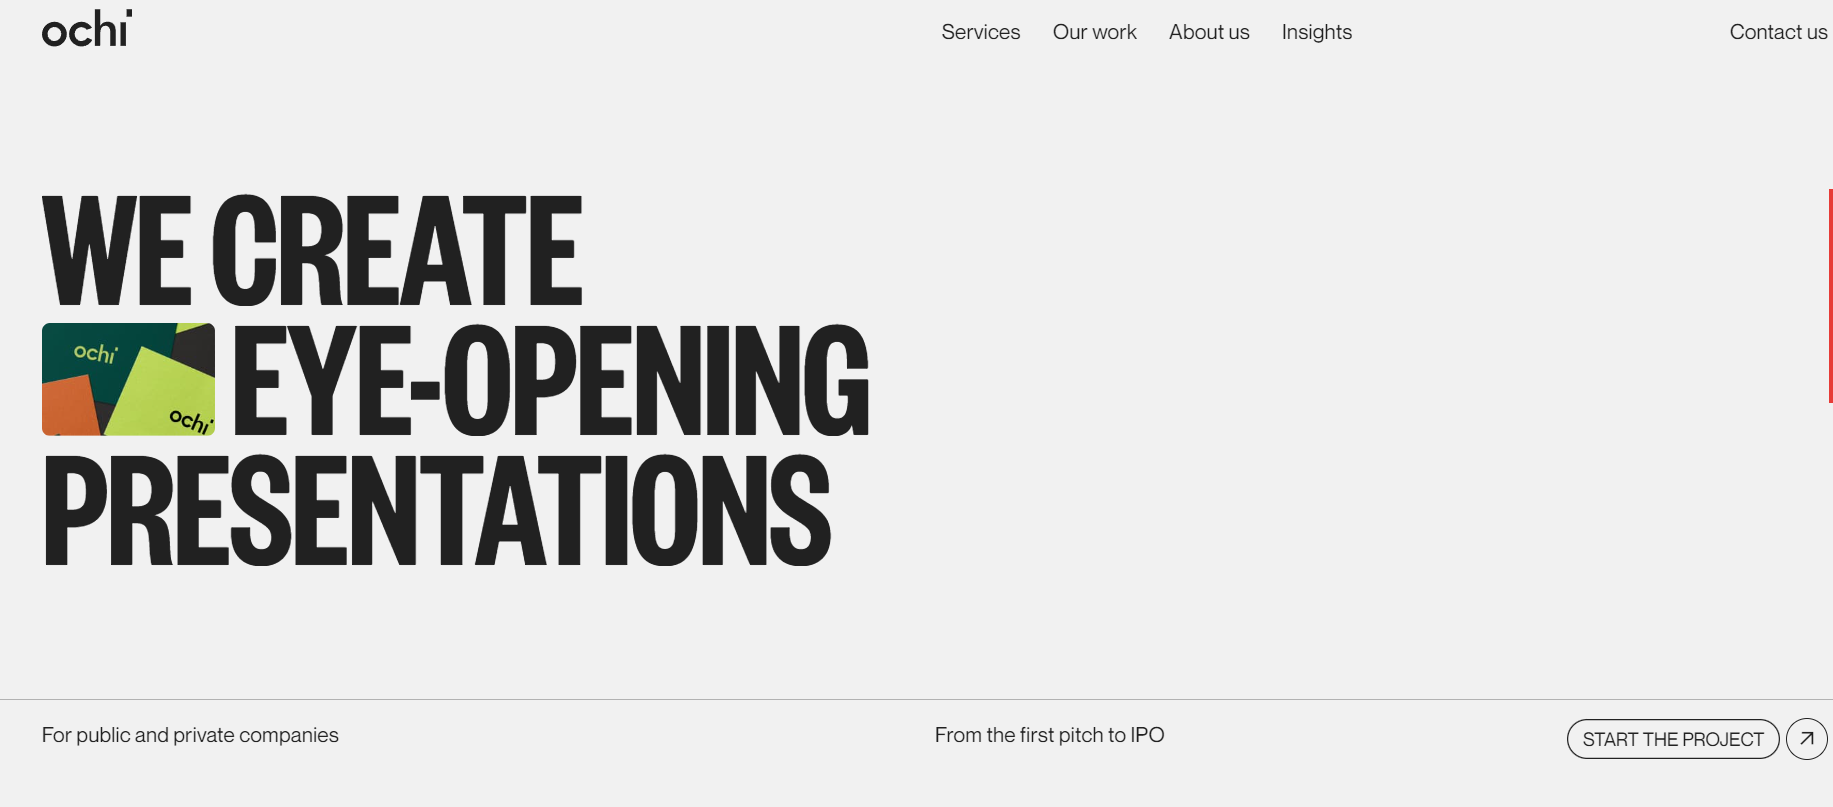 ochi
Services Our work About us Insights Contact us
WE CREATE
ochi
ochi
EYE-OPENING
PRESENTATIONS
For public and private companies From the first pitch to IPO START THE PROJECT